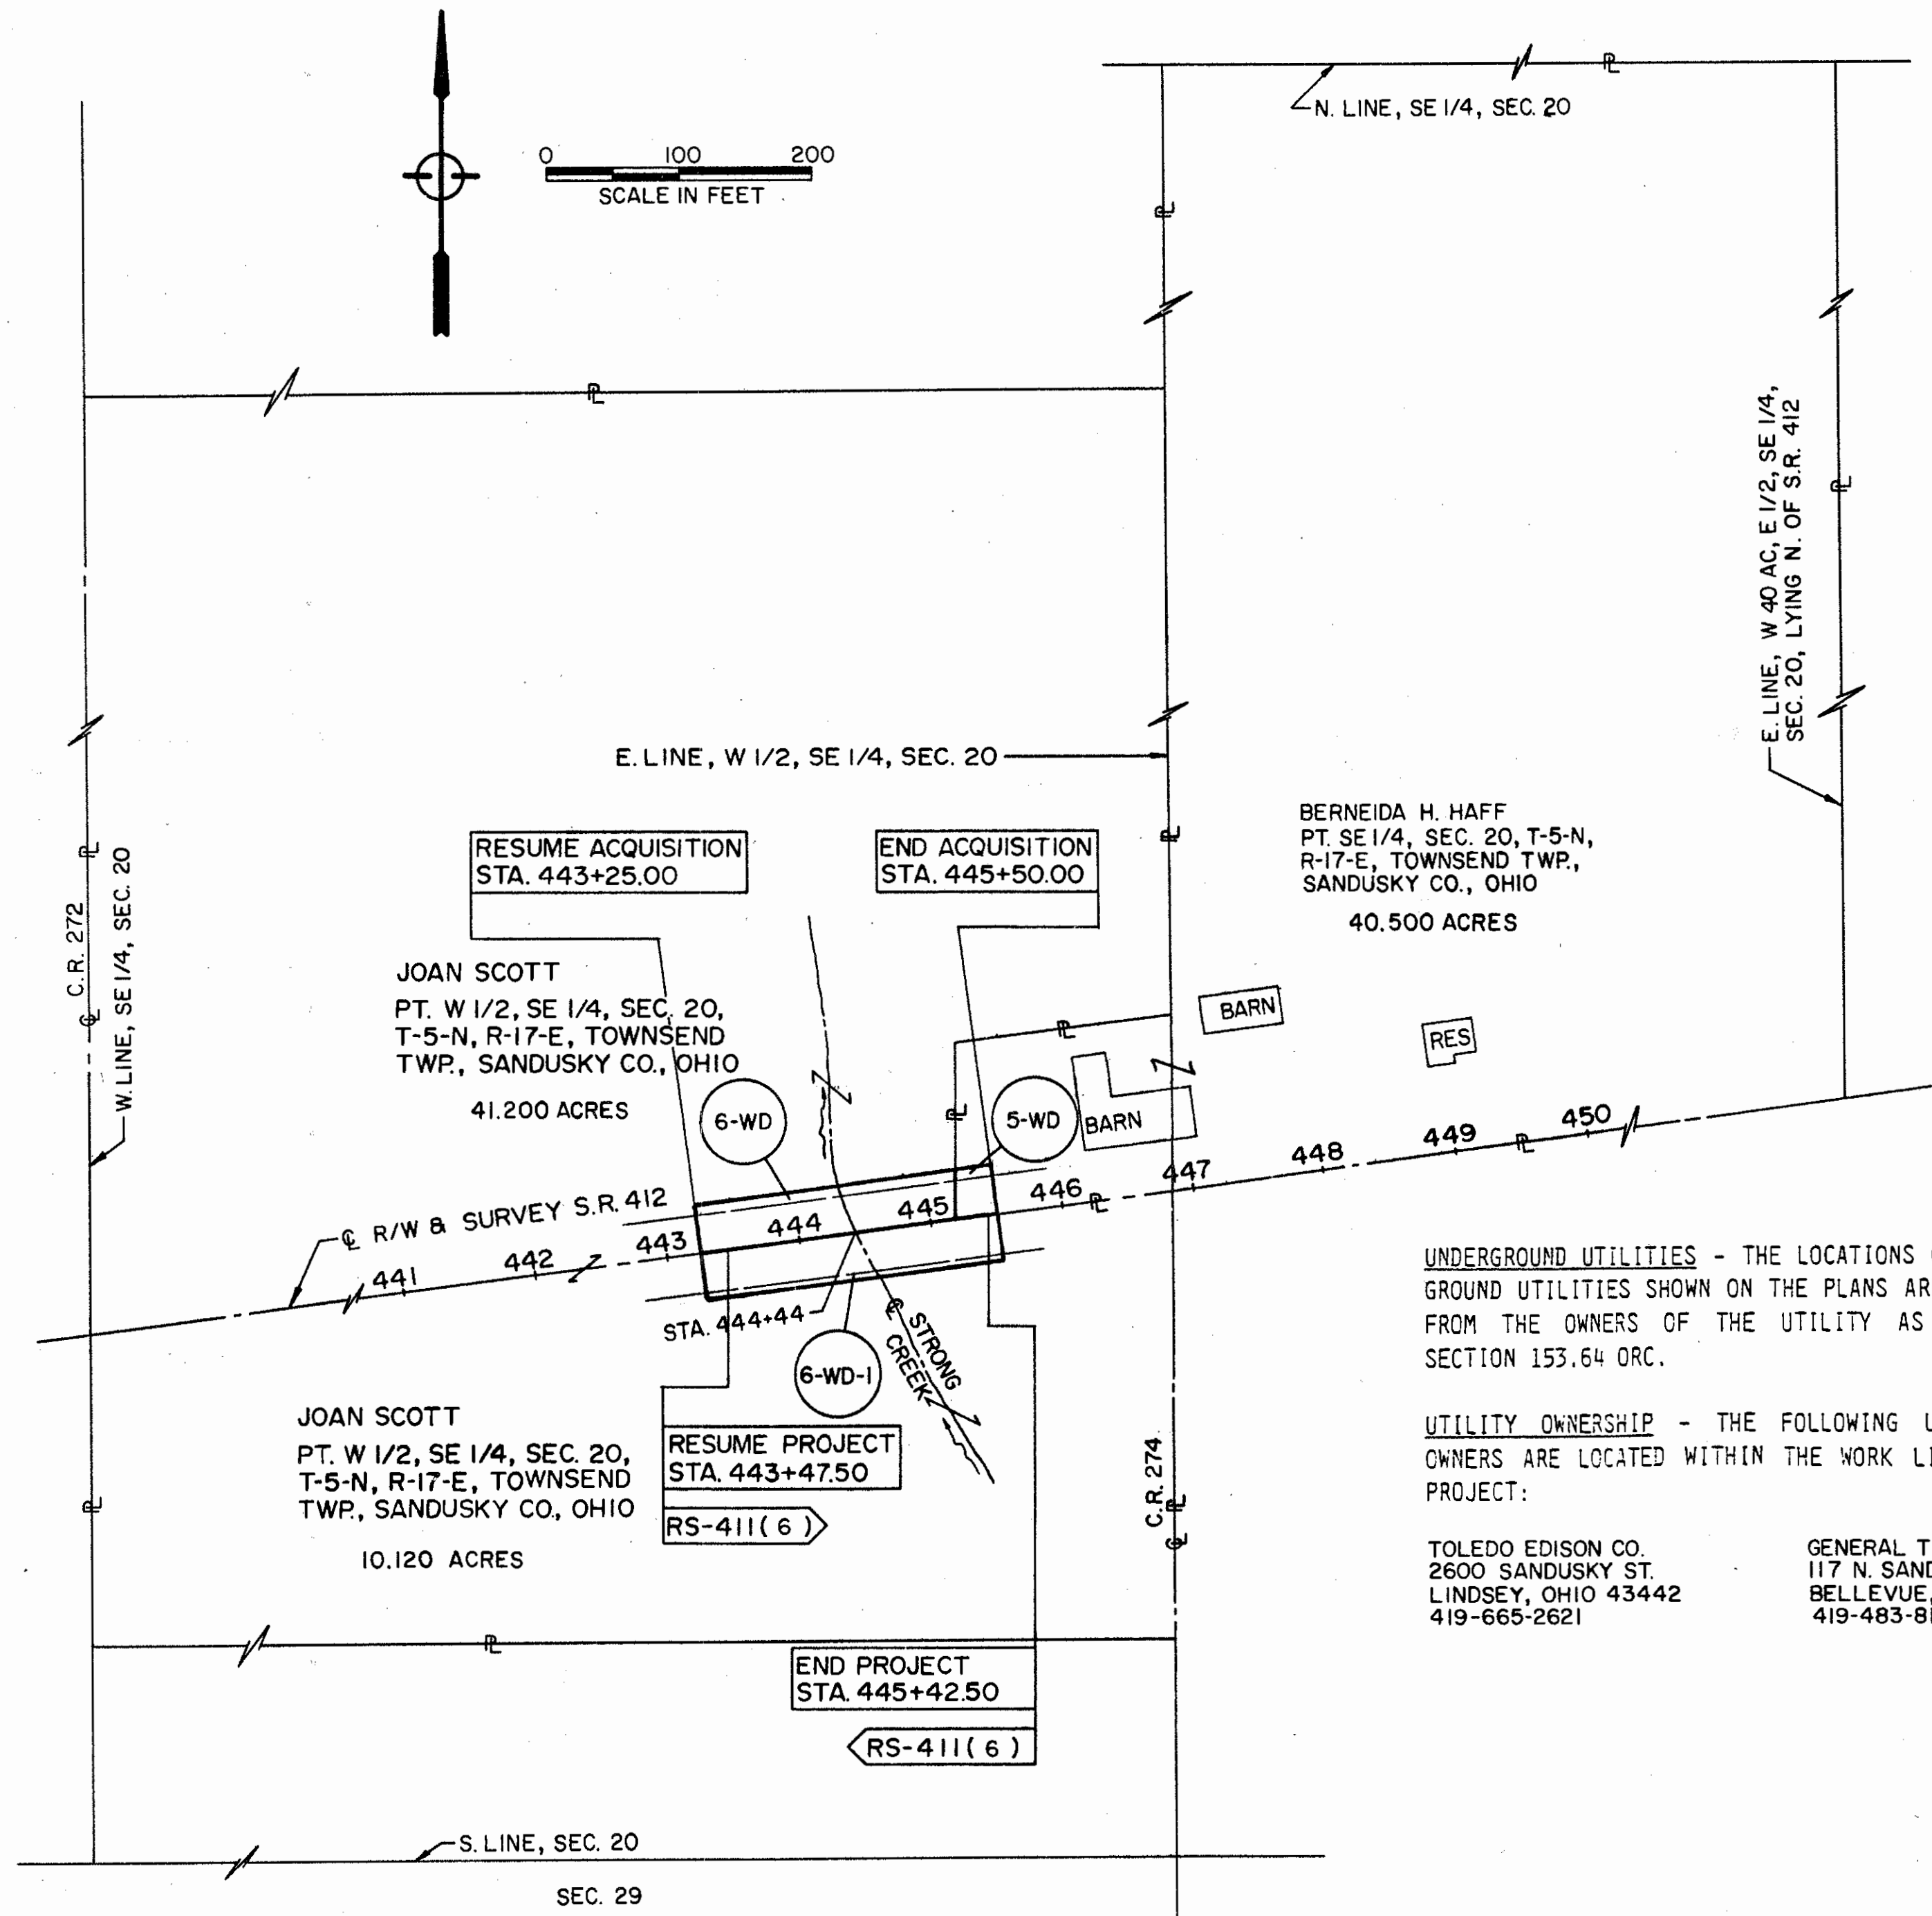 N. LINE, SE 1/4, SEC. 20
0 100 200
SCALE IN FEET
E. LINE, W 40 AC, E 1/2, SE 1/4,
SEC. 20, LYING N. OF S.R. 412
E. LINE, W 1/2, SE 1/4, SEC. 20
C.R. 272
W. LINE, SE 1/4, SEC. 20
RESUME ACQUISITION
STA. 443+25.00
END ACQUISITION
STA. 445+50.00
BERNEIDA H. HAFF
PT. SE 1/4, SEC. 20, T-5-N,
R-17-E, TOWNSEND TWP.,
SANDUSKY CO., OHIO
40.500 ACRES
JOAN SCOTT
PT. W 1/2, SE 1/4, SEC. 20,
T-5-N, R-17-E, TOWNSEND
TWP., SANDUSKY CO., OHIO
41.200 ACRES
BARN
RES
6-WD
5-WD
BARN
℄ R/W & SURVEY S.R. 412
441 442 443 444 445 446 447 448 449 450
STA. 444+44
6-WD-1
℄ STRONG
CREEK
UNDERGROUND UTILITIES - THE LOCATIONS
GROUND UTILITIES SHOWN ON THE PLANS AR
FROM THE OWNERS OF THE UTILITY AS
SECTION 153.64 ORC.
UTILITY OWNERSHIP - THE FOLLOWING U
OWNERS ARE LOCATED WITHIN THE WORK LI
PROJECT:
TOLEDO EDISON CO.
2600 SANDUSKY ST.
LINDSEY, OHIO 43442
419-665-2621
GENERAL T
117 N. SAND
BELLEVUE,
419-483-8
JOAN SCOTT
PT. W 1/2, SE 1/4, SEC. 20,
T-5-N, R-17-E, TOWNSEND
TWP., SANDUSKY CO., OHIO
10.120 ACRES
RESUME PROJECT
STA. 443+47.50
RS-411( 6 )
C.R. 274
END PROJECT
STA. 445+42.50
RS-411( 6 )
S. LINE, SEC. 20
SEC. 29